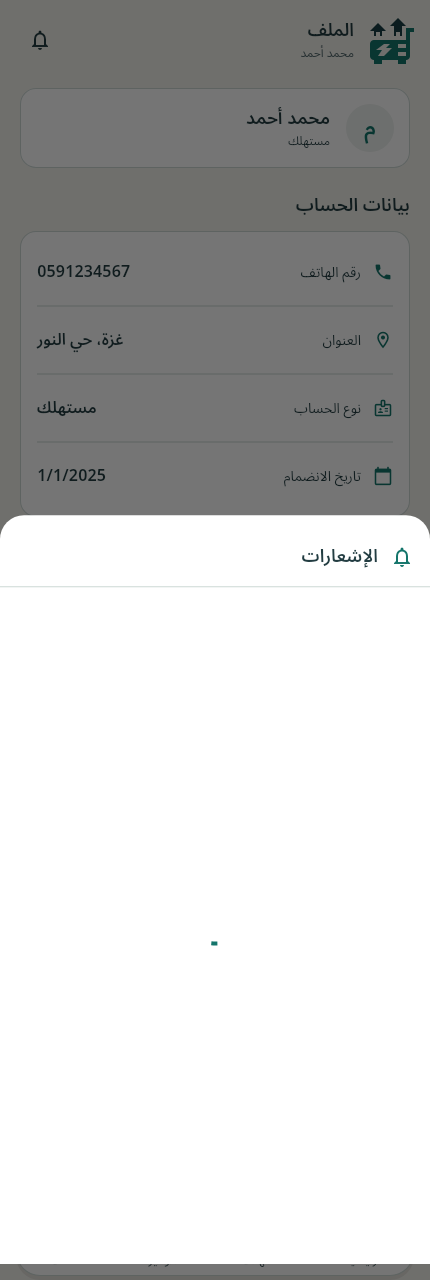 الملف
محمد أحمد
م
محمد أحمد
مستهلك
بيانات الحساب
رقم الهاتف
0591234567
العنوان
غزة، حي النور
نوع الحساب
مستهلك
تاريخ الانضمام
1/1/2025
الإشعارات